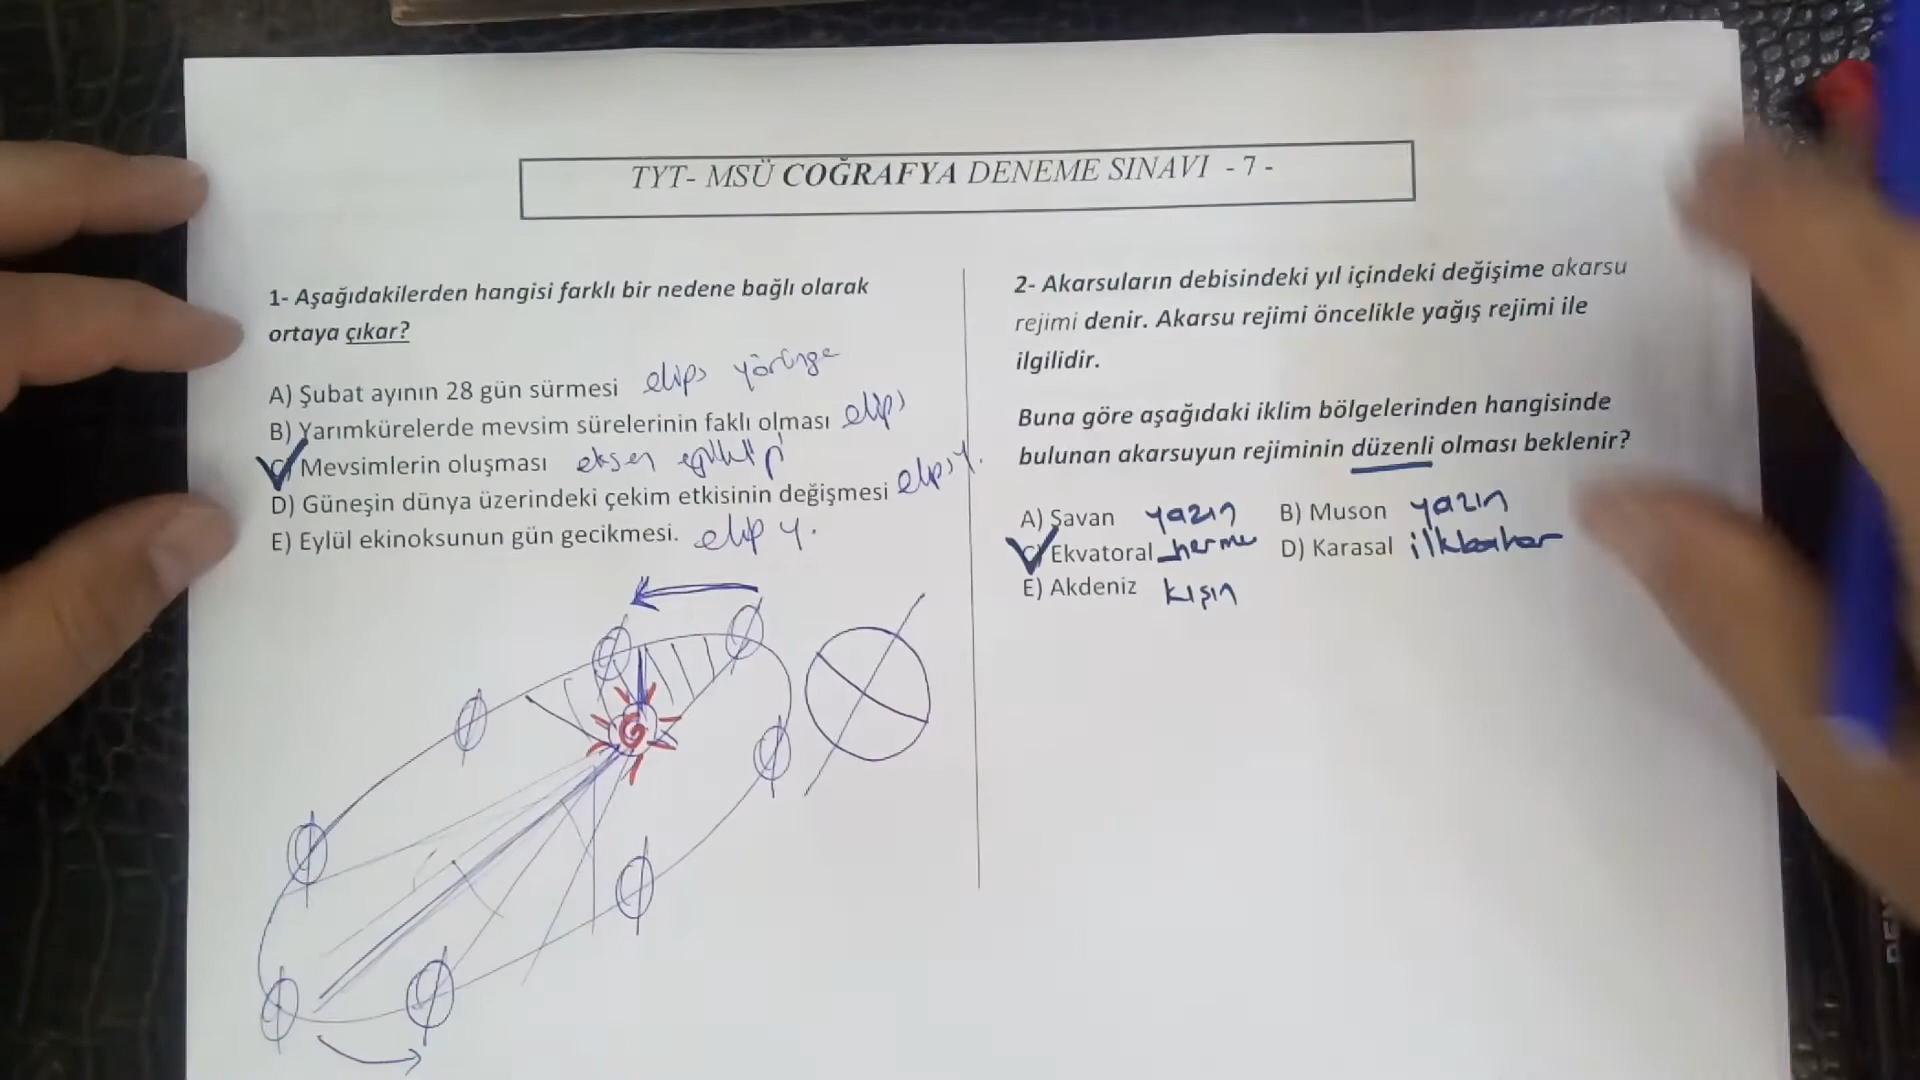 TYT- MSÜ COĞRAFYA DENEME SINAVI - 7 -
1- Aşağıdakilerden hangisi farklı bir nedene bağlı olarak
ortaya çıkar?
A) Şubat ayının 28 gün sürmesi elips yörünge
B) Yarımkürelerde mevsim sürelerinin faklı olması elips
C) Mevsimlerin oluşması eksen eğikliği
D) Güneşin dünya üzerindeki çekim etkisinin değişmesi elips y.
E) Eylül ekinoksunun gün gecikmesi. elip y.
G
2- Akarsuların debisindeki yıl içindeki değişime akarsu
rejimi denir. Akarsu rejimi öncelikle yağış rejimi ile
ilgilidir.
Buna göre aşağıdaki iklim bölgelerinden hangisinde
bulunan akarsuyun rejiminin düzenli olması beklenir?
A) Savan yazın B) Muson yazın
C) Ekvatoral herme D) Karasal ilkbahar
E) Akdeniz kışın